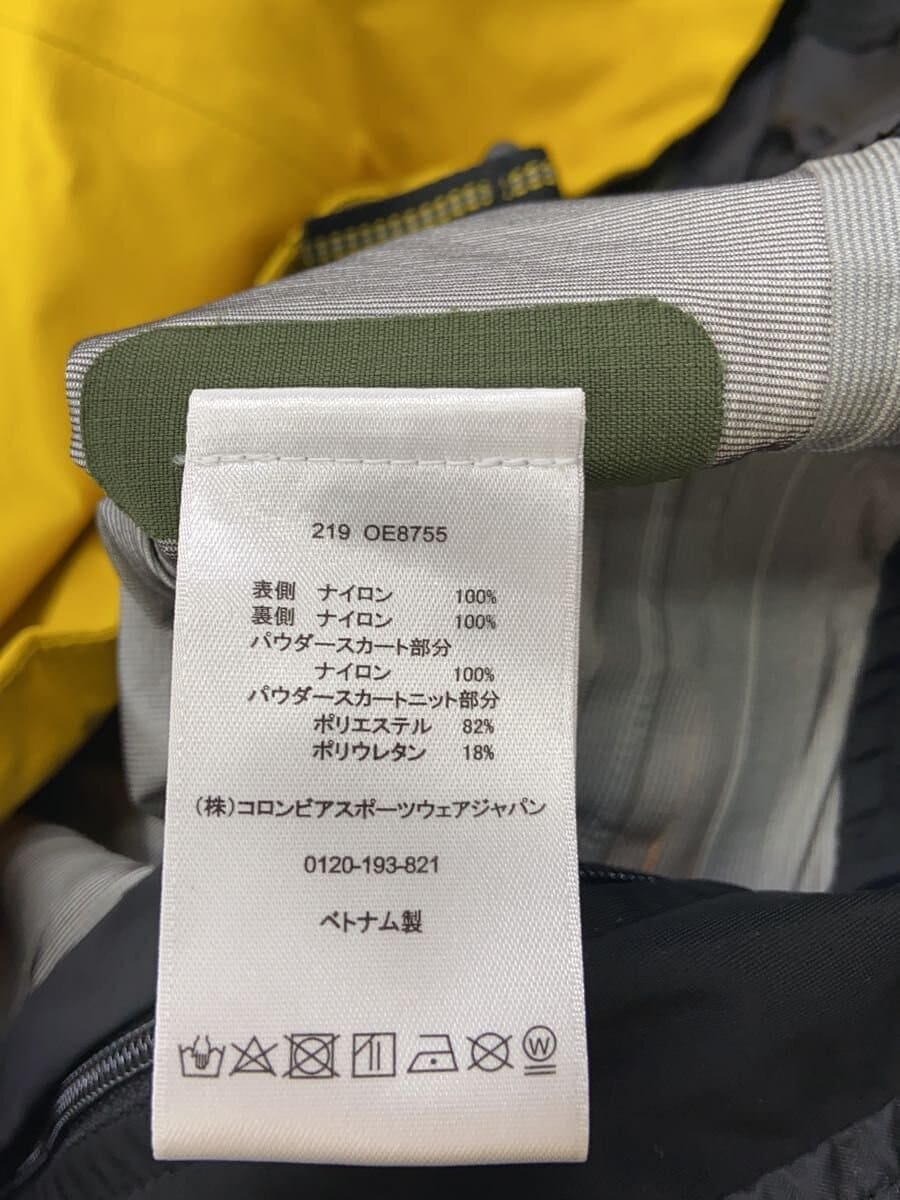 219 OE8755
表側 ナイロン 100%
裏側 ナイロン 100%
パウダースカート部分
ナイロン 100%
パウダースカートニット部分
ポリエステル 82%
ポリウレタン 18%
(株)コロンビアスポーツウェアジャパン
0120-193-821
ベトナム製
W